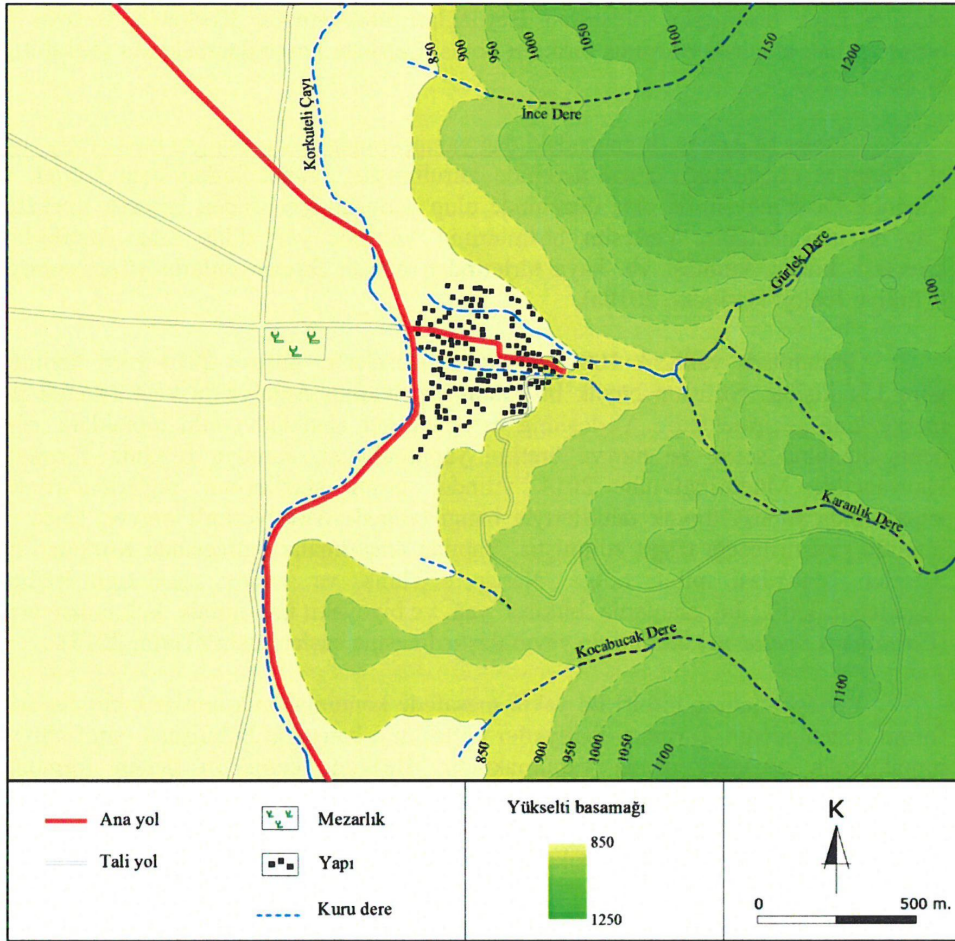 850
900
950
1000
1050
1100
1150
1200
Korkuteli Çayı
İnce Dere
Gürlek Dere
1100
Karanlık Dere
Kocabucak Dere
1100
850
900
950
1000
1050
1100
Ana yol
Tali yol
Mezarlık
Yapı
Kuru dere
Yükselti basamağı
850
1250
K
0 500 m.